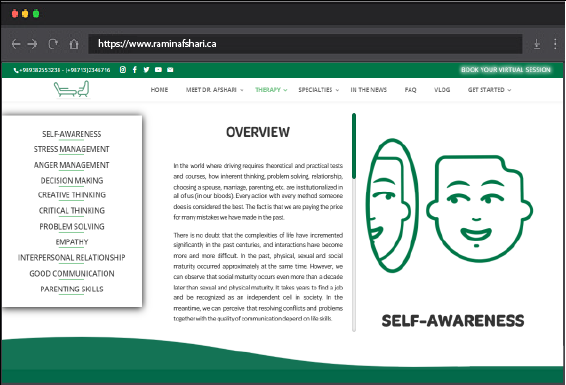 https://www.raminafshari.ca
+989382553236 - (+98713)2346716
BOOK YOUR VIRTUAL SESSION
HOME MEET DR. AFSHARI THERAPY SPECIALTIES IN THE NEWS FAQ VLOG GET STARTED
SELF-AWARENESS
STRESS MANAGEMENT
ANGER MANAGEMENT
DECISION MAKING
CREATIVE THINKING
CRITICAL THINKING
PROBLEM SOLVING
EMPATHY
INTERPERSONAL RELATIONSHIP
GOOD COMMUNICATION
PARENTING SKILLS
OVERVIEW
In the world where driving requires theoretical and practical tests
and courses, how inherent thinking, problem solving, relationship,
choosing a spouse, marriage, parenting, etc. are institutionalized in
all of us (in our bloods). Every action with every method someone
does is considered the best. The fact is that we are paying the price
for many mistakes we have made in the past.
There is no doubt that the complexities of life have incremented
significantly in the past centuries, and interactions have become
more and more difficult. In the past, physical, sexual and social
maturity occurred approximately at the same time. However, we
can observe that social maturity occurs even more than a decade
later than sexual and physical maturity. It takes years to find a job
and be recognized as an independent cell in society. In the
meantime, we can perceive that resolving conflicts and problems
together with the quality of communication depend on life skills.
SELF-AWARENESS